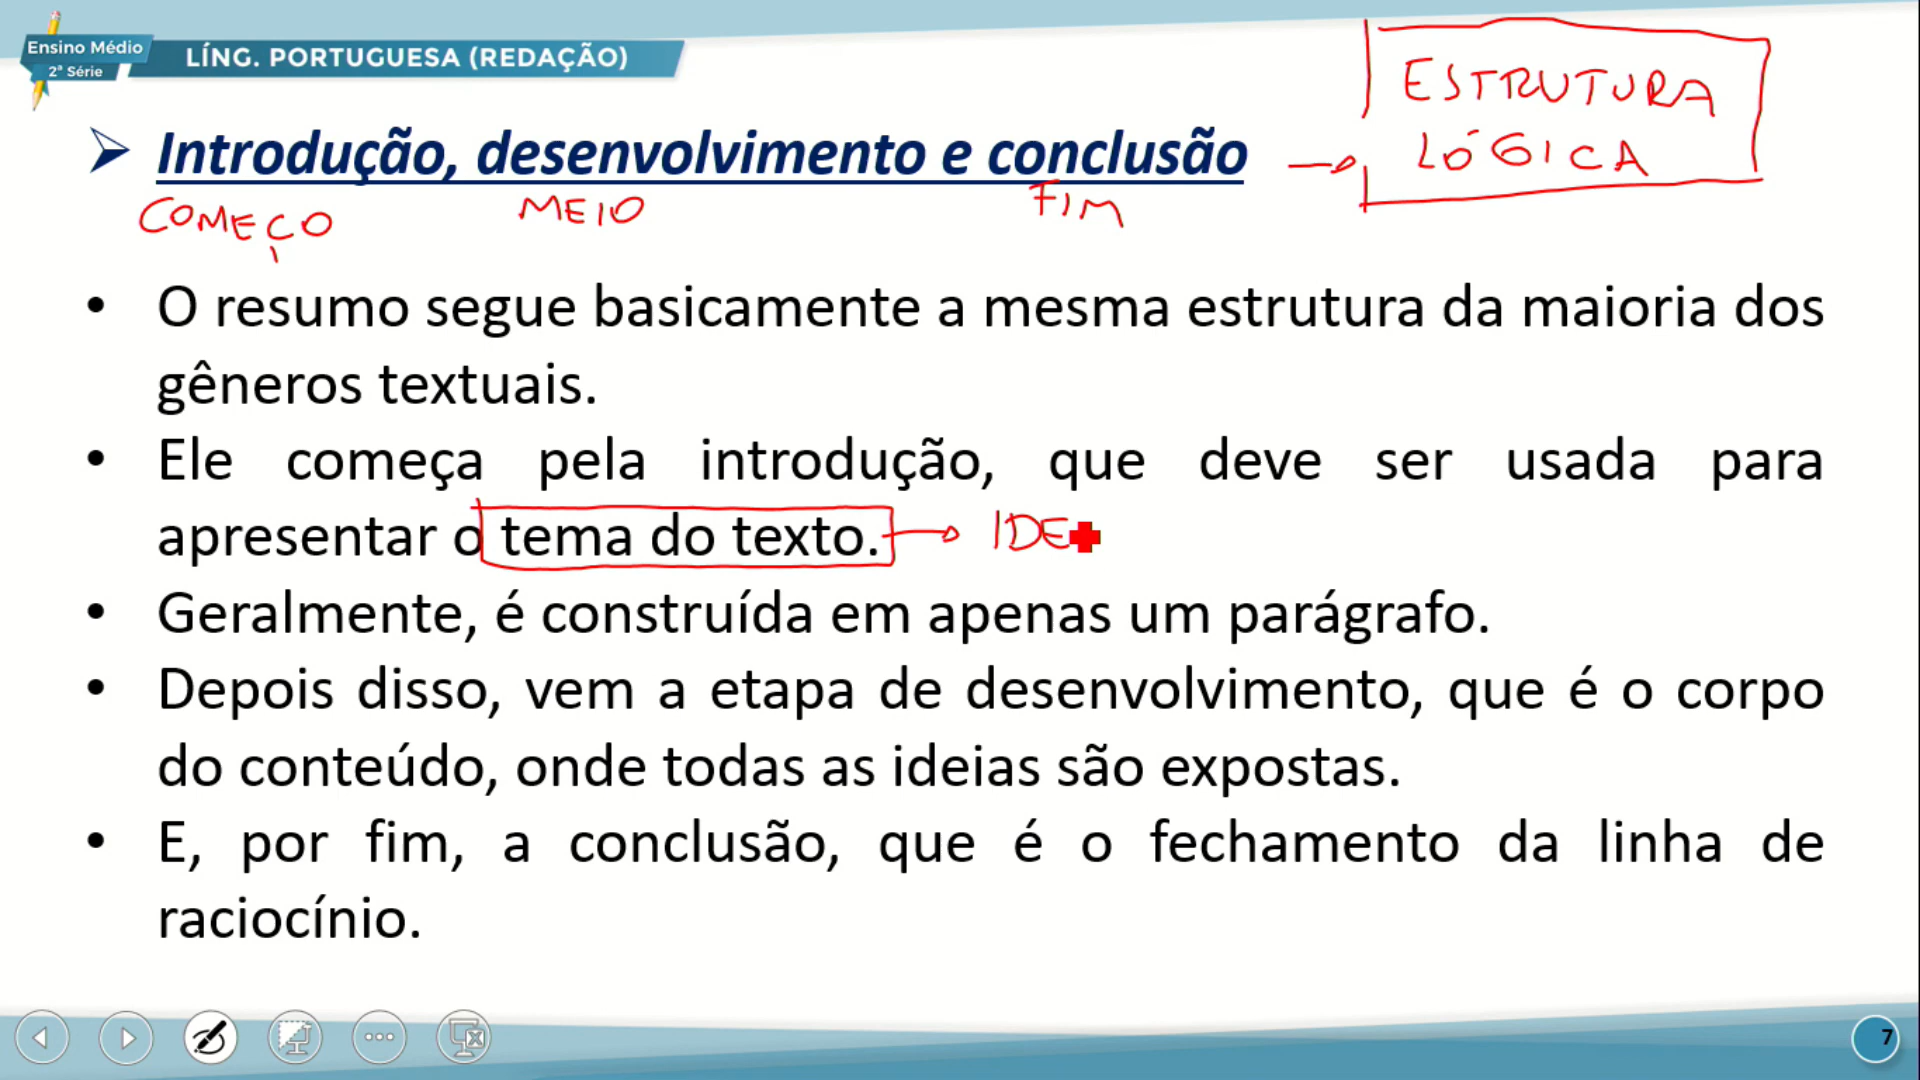 Ensino Médio
2ª Série
LÍNG. PORTUGUESA (REDAÇÃO)
ESTRUTURA
LÓGICA
Introdução, desenvolvimento e conclusão
COMEÇO MEIO FIM
• O resumo segue basicamente a mesma estrutura da maioria dos
gêneros textuais.
• Ele começa pela introdução, que deve ser usada para
apresentar o tema do texto. IDE
• Geralmente, é construída em apenas um parágrafo.
• Depois disso, vem a etapa de desenvolvimento, que é o corpo
do conteúdo, onde todas as ideias são expostas.
• E, por fim, a conclusão, que é o fechamento da linha de
raciocínio.
7